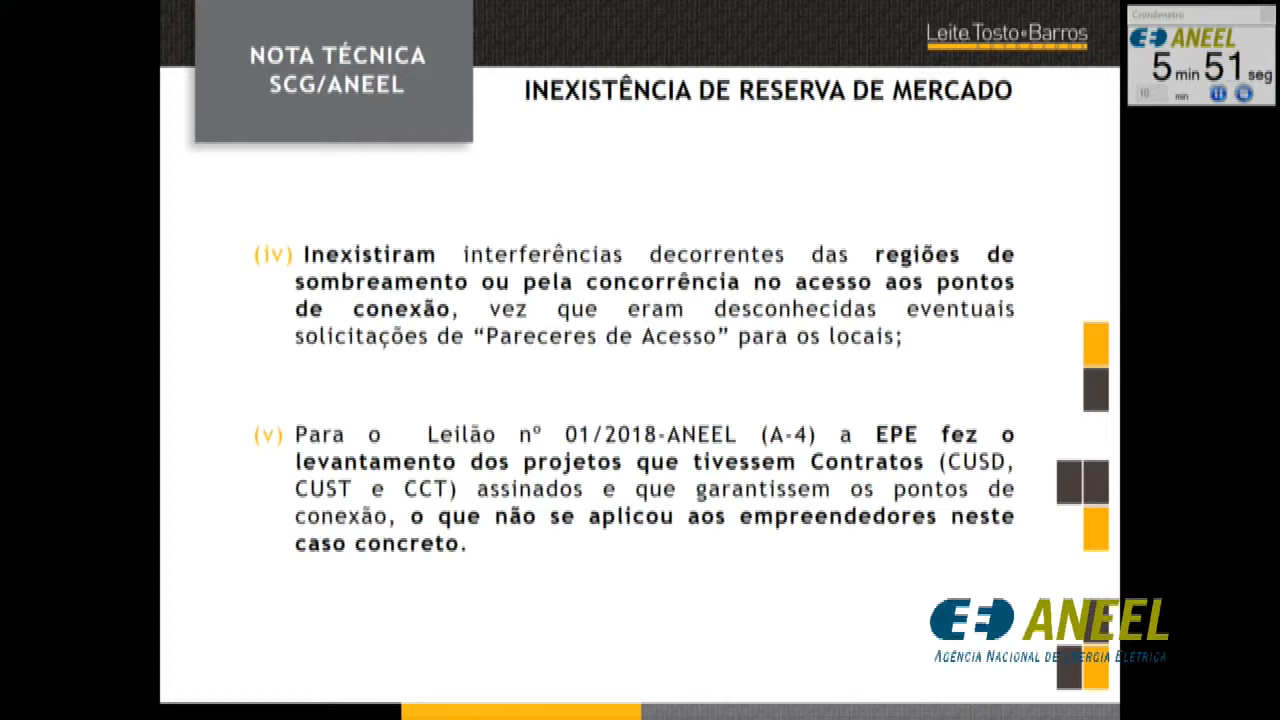 NOTA TÉCNICA
SCG/ANEEL
Leite,Tosto e Barros
ADVOGADOS
INEXISTÊNCIA DE RESERVA DE MERCADO
Cronômetro
ANEEL
5 min 51 seg
10 min
(iv) Inexistiram interferências decorrentes das regiões de
sombreamento ou pela concorrência no acesso aos pontos
de conexão, vez que eram desconhecidas eventuais
solicitações de “Pareceres de Acesso” para os locais;
(v) Para o Leilão nº 01/2018-ANEEL (A-4) a EPE fez o
levantamento dos projetos que tivessem Contratos (CUSD,
CUST e CCT) assinados e que garantissem os pontos de
conexão, o que não se aplicou aos empreendedores neste
caso concreto.
ANEEL
AGÊNCIA NACIONAL DE ENERGIA ELÉTRICA